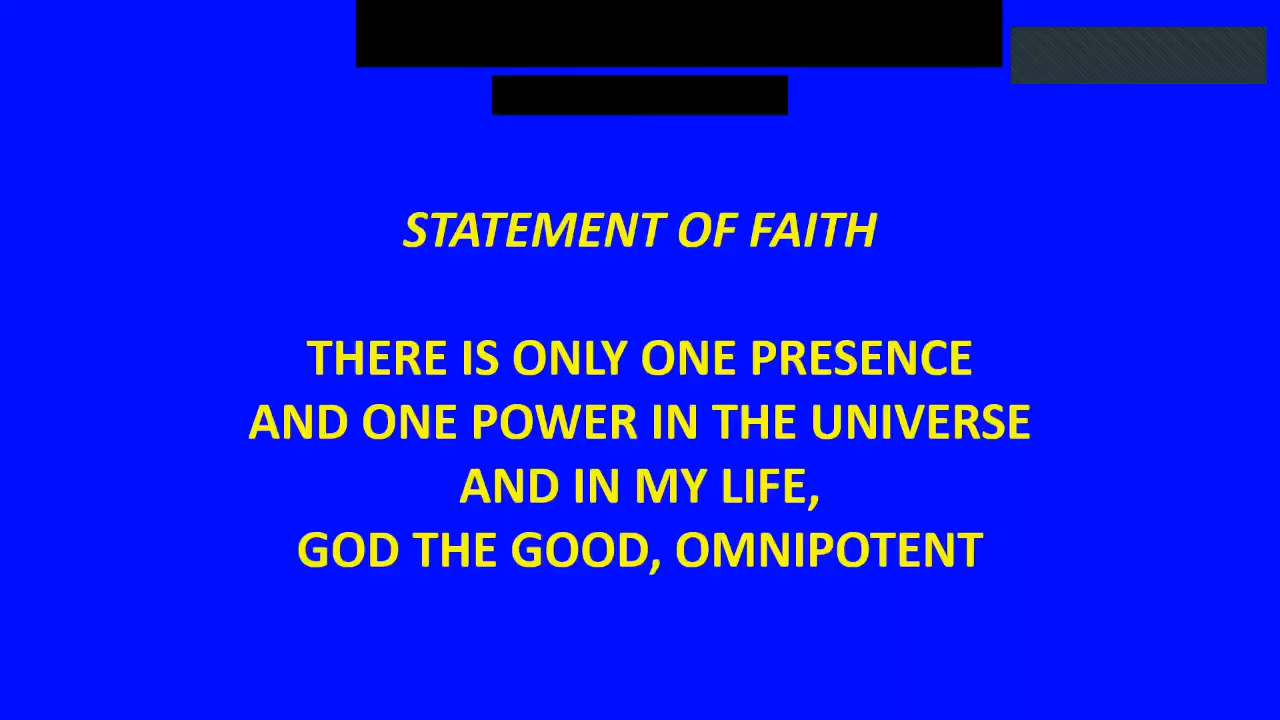 STATEMENT OF FAITH
THERE IS ONLY ONE PRESENCE
AND ONE POWER IN THE UNIVERSE
AND IN MY LIFE,
GOD THE GOOD, OMNIPOTENT